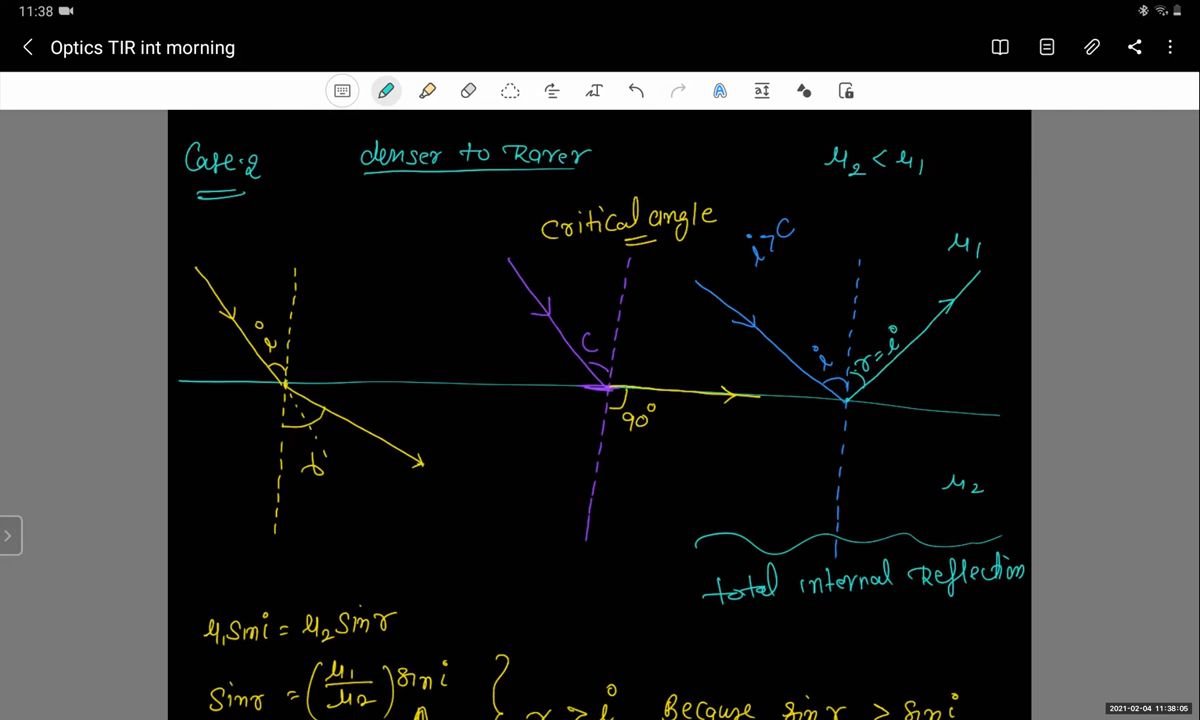 11:38
Optics TIR int morning
Case-2 denser to Rarer μ2 < μ1
critical angle
i > C
μ1
i
C
i
r = i
90°
r
μ2
total internal Reflection
μ1 sin i = μ2 sin r
sin r = (μ1/μ2) sin i
r > i Because sin r > sin i
2021-02-04 11:38:05